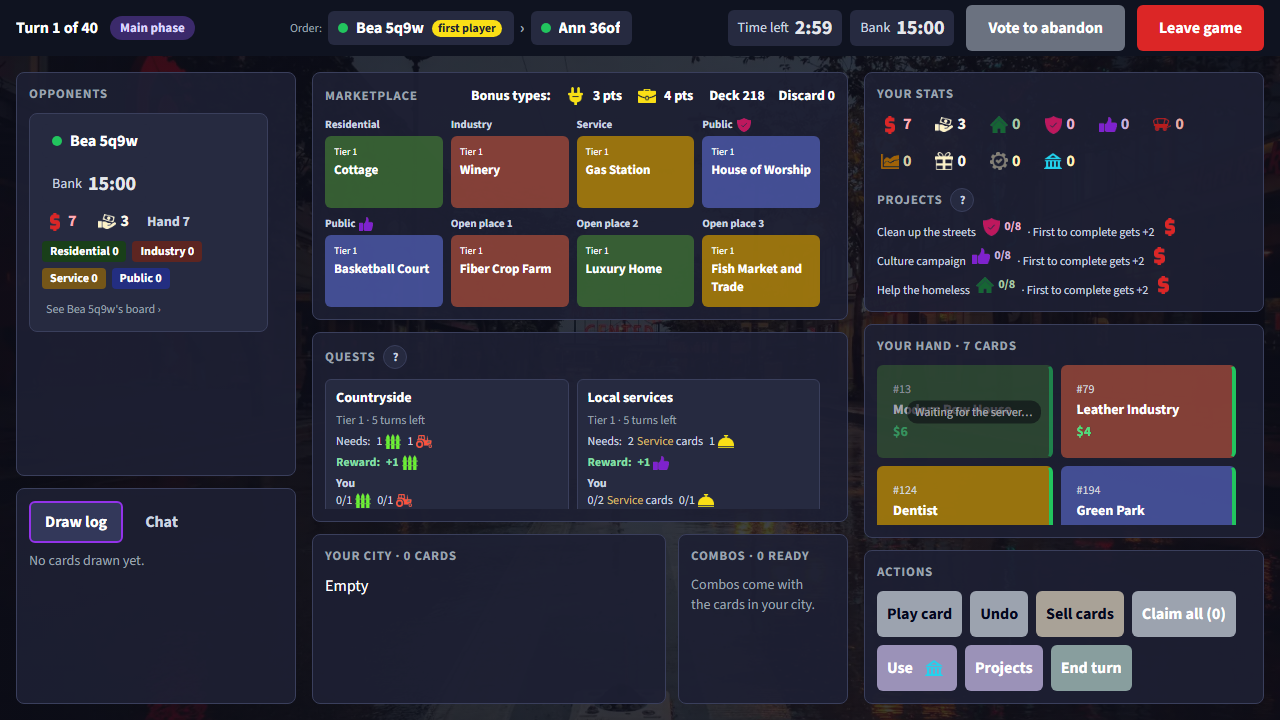 Turn 1 of 40 Main phase Order: Bea 5q9w first player › Ann 36of Time left 2:59 Bank 15:00 Vote to abandon Leave game
OPPONENTS
Bea 5q9w
Bank 15:00
7 3 Hand 7
Residential 0 Industry 0
Service 0 Public 0
See Bea 5q9w's board ›
Draw log Chat
No cards drawn yet.
MARKETPLACE Bonus types: 3 pts 4 pts Deck 218 Discard 0
Residential Industry Service Public
Tier 1 Tier 1 Tier 1 Tier 1
Cottage Winery Gas Station House of Worship
Public Open place 1 Open place 2 Open place 3
Tier 1 Tier 1 Tier 1 Tier 1
Basketball Court Fiber Crop Farm Luxury Home Fish Market and
Trade
QUESTS ?
Countryside
Tier 1 · 5 turns left
Needs: 1 1
Reward: +1
You
0/1 0/1
Local services
Tier 1 · 5 turns left
Needs: 2 Service cards 1
Reward: +1
You
0/2 Service cards 0/1
YOUR CITY · 0 CARDS
Empty
COMBOS · 0 READY
Combos come with
the cards in your city.
YOUR STATS
7 3 0 0 0 0
0 0 0 0
PROJECTS ?
Clean up the streets 0/8 · First to complete gets +2
Culture campaign 0/8 · First to complete gets +2
Help the homeless 0/8 · First to complete gets +2
YOUR HAND · 7 CARDS
#13 #79
Waiting for the server… Leather Industry
$6 $4
#124 #194
Dentist Green Park
ACTIONS
Play card Undo Sell cards Claim all (0)
Use Projects End turn